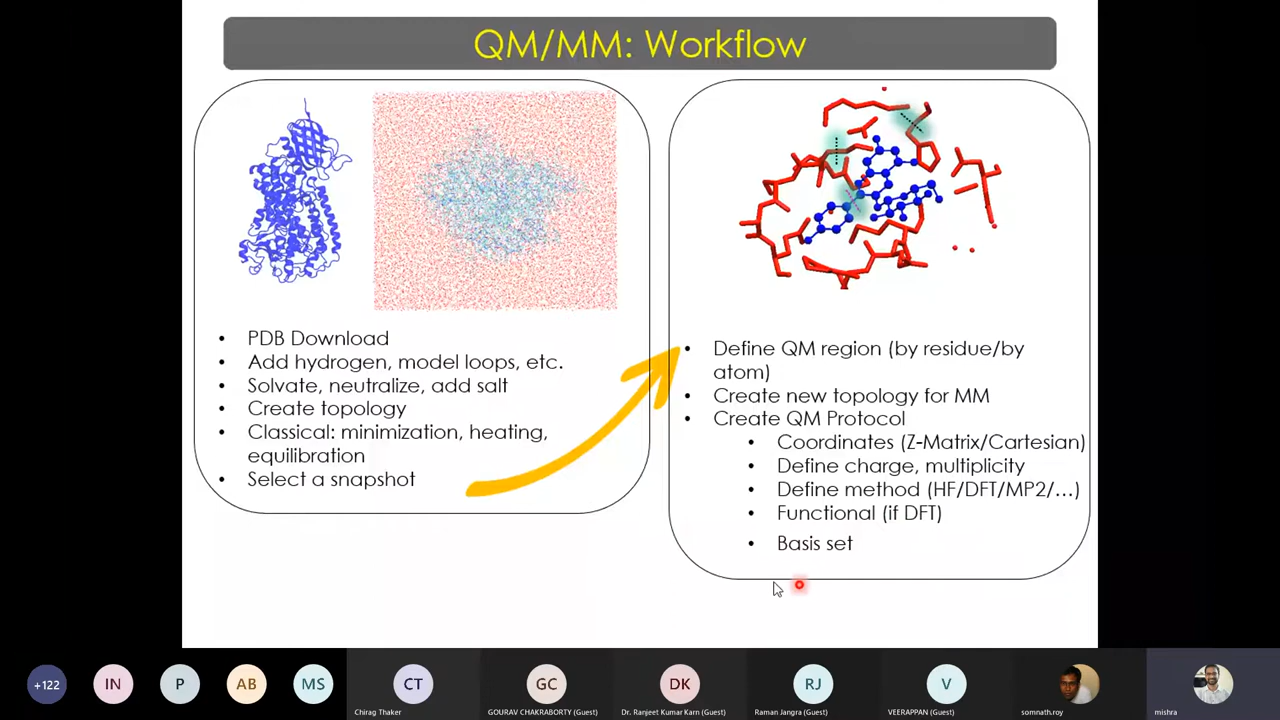 QM/MM: Workflow
• PDB Download
• Add hydrogen, model loops, etc.
• Solvate, neutralize, add salt
• Create topology
• Classical: minimization, heating,
equilibration
• Select a snapshot
• Define QM region (by residue/by
atom)
• Create new topology for MM
• Create QM Protocol
• Coordinates (Z-Matrix/Cartesian)
• Define charge, multiplicity
• Define method (HF/DFT/MP2/...)
• Functional (if DFT)
• Basis set
+122
IN
P
AB
MS
CT
Chirag Thaker
GC
GOURAV CHAKRABORTY (Guest)
DK
Dr. Ranjeet Kumar Karn (Guest)
RJ
Raman Jangra (Guest)
V
VEERAPPAN (Guest)
somnath.roy
mishra